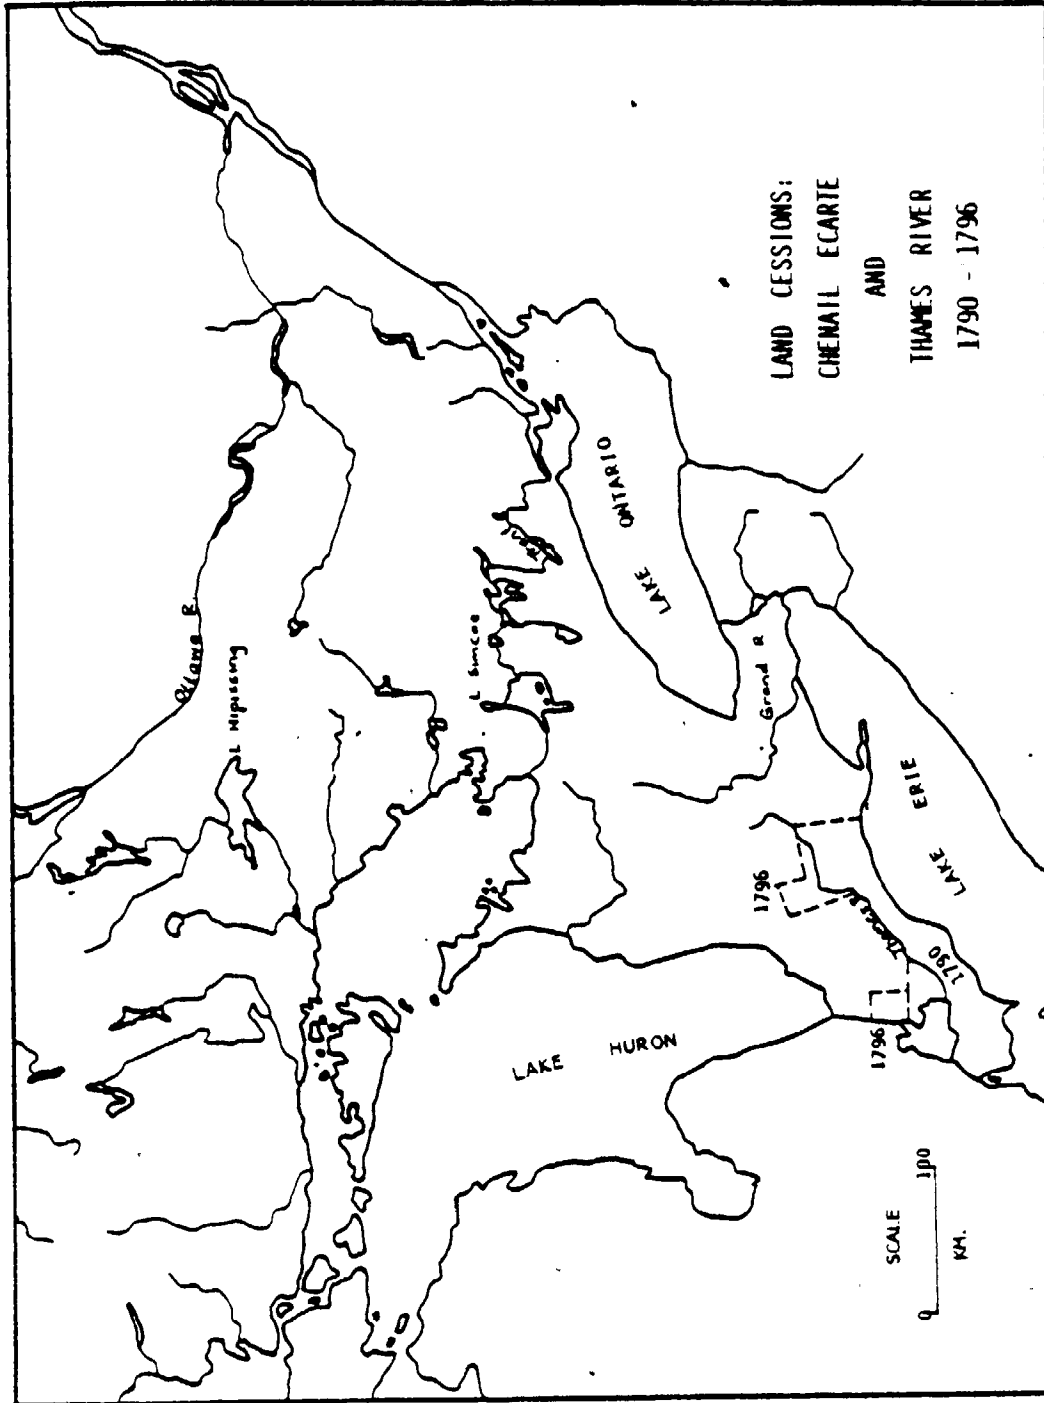 LAND CESSIONS:
CHENAIL ECARTE
AND
THAMES RIVER
1790 - 1796
Ottawa R.
L Nipissing
L Simcoe
LAKE ONTARIO
Grand R
LAKE ERIE
LAKE HURON
1796
Thames R
1790
1796
SCALE
0 100
KM.